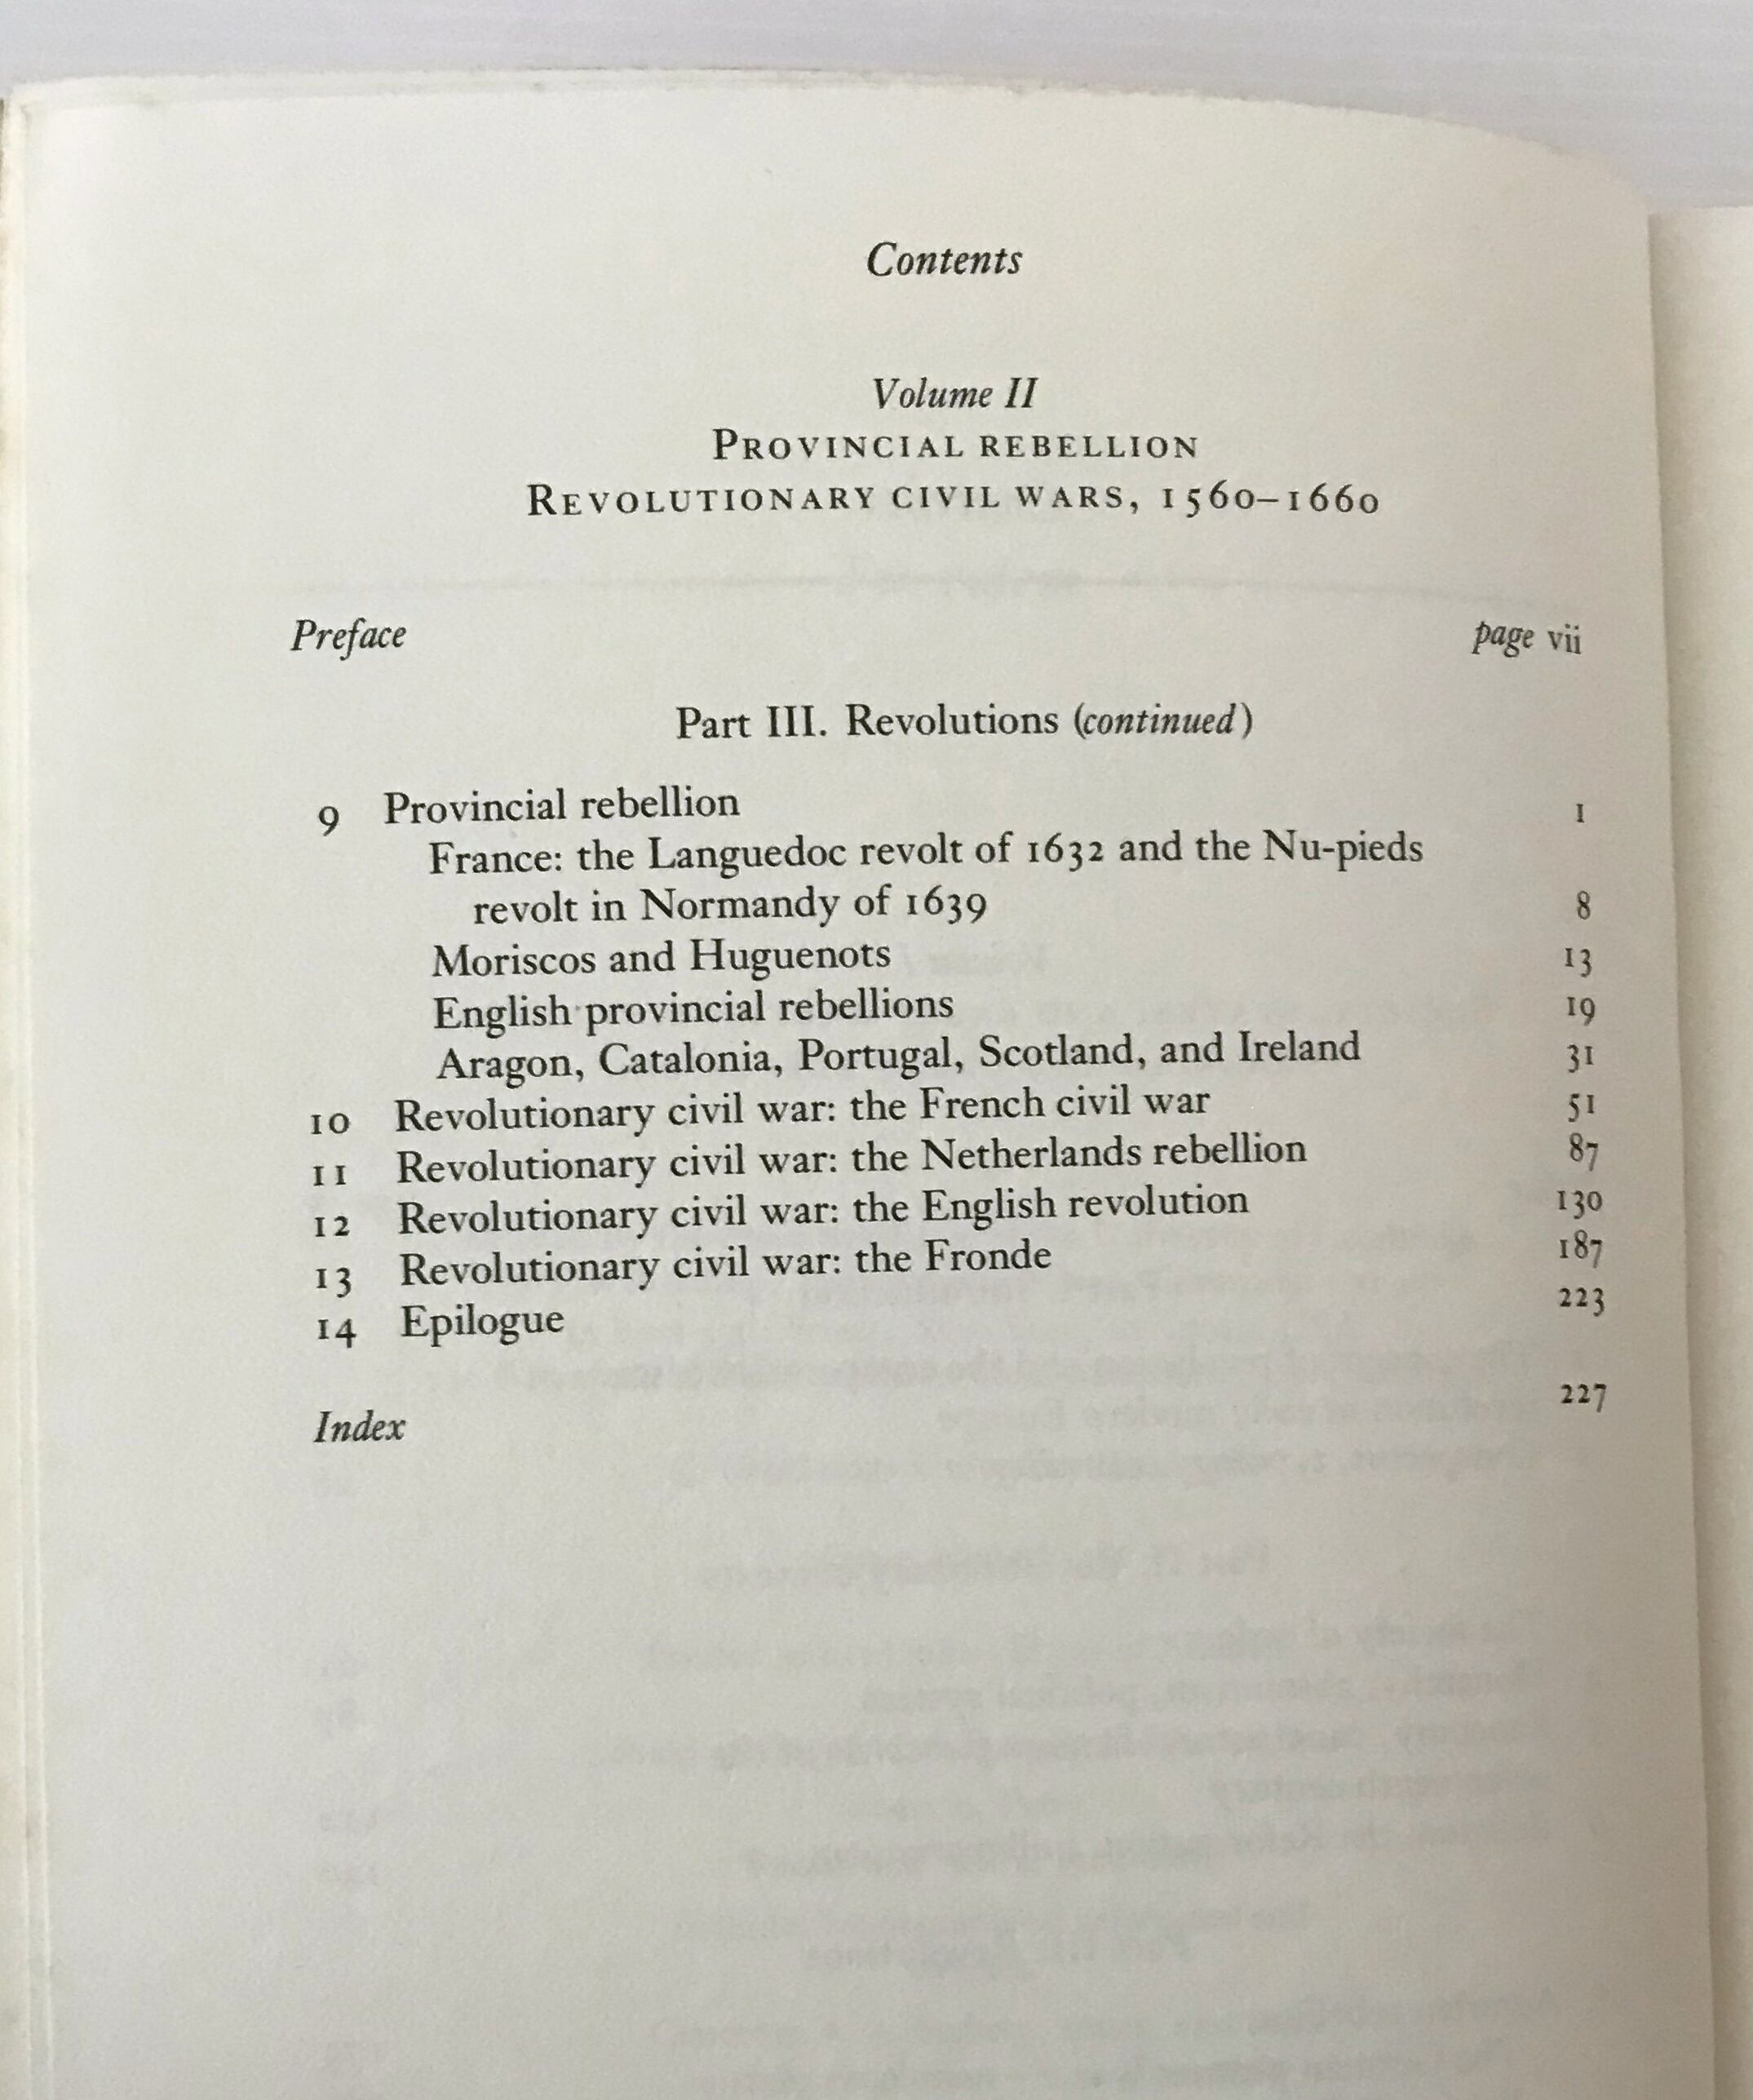 Contents
Volume II
PROVINCIAL REBELLION
REVOLUTIONARY CIVIL WARS, 1560–1660
Preface page vii
Part III. Revolutions (continued)
9 Provincial rebellion 1
France: the Languedoc revolt of 1632 and the Nu-pieds
revolt in Normandy of 1639 8
Moriscos and Huguenots 13
English provincial rebellions 19
Aragon, Catalonia, Portugal, Scotland, and Ireland 31
10 Revolutionary civil war: the French civil war 51
11 Revolutionary civil war: the Netherlands rebellion 87
12 Revolutionary civil war: the English revolution 130
13 Revolutionary civil war: the Fronde 187
14 Epilogue 223
Index 227